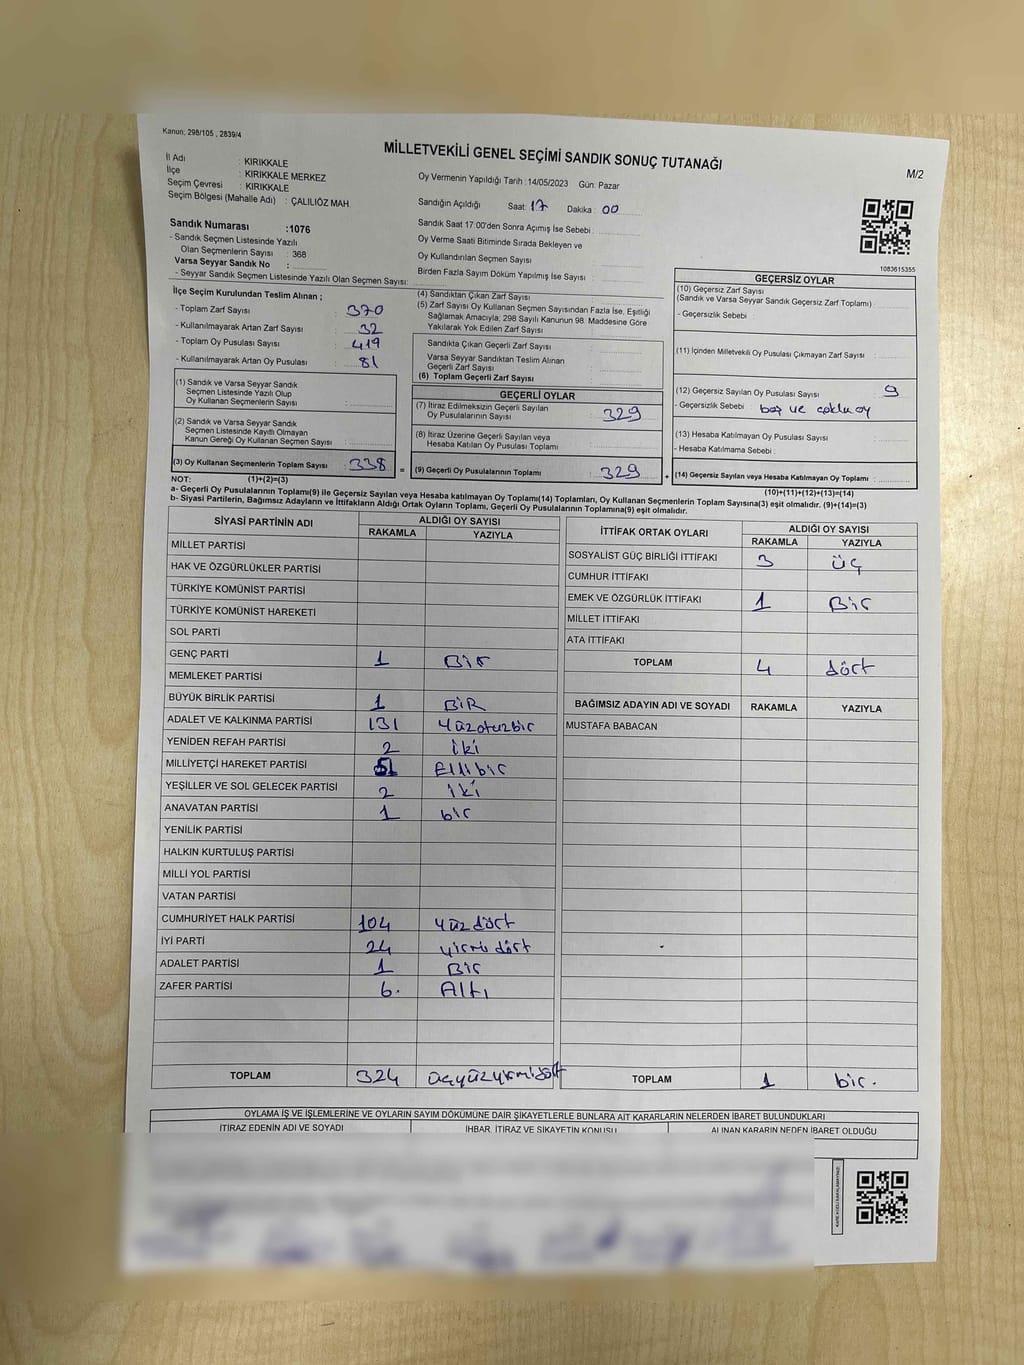 Kanun; 298/105 , 2839/4
MİLLETVEKİLİ GENEL SEÇİMİ SANDIK SONUÇ TUTANAĞI
M/2
İl Adı : KIRIKKALE
İlçe : KIRIKKALE MERKEZ
Seçim Çevresi : KIRIKKALE
Seçim Bölgesi (Mahalle Adı) : ÇALILIÖZ MAH.
Sandık Numarası :1076
- Sandık Seçmen Listesinde Yazılı
Olan Seçmenlerin Sayısı : 368
Varsa Seyyar Sandık No :
- Seyyar Sandık Seçmen Listesinde Yazılı Olan Seçmen Sayısı:
Oy Vermenin Yapıldığı Tarih :14/05/2023 Gün: Pazar
Sandığın Açıldığı Saat: 17 Dakika : 00
Sandık Saat 17:00'den Sonra Açımış İse Sebebi :
Oy Verme Saati Bitiminde Sırada Bekleyen ve
Oy Kullandırılan Seçmen Sayısı :
Birden Fazla Sayım Döküm Yapılmış İse Sayısı :
1083615355
İlçe Seçim Kurulundan Teslim Alınan ;
- Toplam Zarf Sayısı : 370
- Kullanılmayarak Artan Zarf Sayısı : 32
- Toplam Oy Pusulası Sayısı : 419
- Kullanılmayarak Artan Oy Pusulası : 81
(1) Sandık ve Varsa Seyyar Sandık
Seçmen Listesinde Yazılı Olup
Oy Kullanan Seçmenlerin Sayısı :
(2) Sandık ve Varsa Seyyar Sandık
Seçmen Listesinde Kayıtlı Olmayan
Kanun Gereği Oy Kullanan Seçmen Sayısı :
(3) Oy Kullanan Seçmenlerin Toplam Sayısı : 338 =
NOT: (1)+(2)=(3)
(4) Sandıktan Çıkan Zarf Sayısı :
(5) Zarf Sayısı Oy Kullanan Seçmen Sayısından Fazla İse, Eşitliği
Sağlamak Amacıyla; 298 Sayılı Kanunun 98. Maddesine Göre
Yakılarak Yok Edilen Zarf Sayısı :
Sandıkta Çıkan Geçerli Zarf Sayısı :
Varsa Seyyar Sandıktan Teslim Alınan
Geçerli Zarf Sayısı :
(6) Toplam Geçerli Zarf Sayısı :
GEÇERLİ OYLAR
(7) İtiraz Edilmeksizin Geçerli Sayılan
Oy Pusulalarının Sayısı : 329
(8) İtiraz Üzerine Geçerli Sayılan veya
Hesaba Katılan Oy Pusulası Toplamı :
(9) Geçerli Oy Pusulalarının Toplamı : 329 +
GEÇERSİZ OYLAR
(10) Geçersiz Zarf Sayısı
(Sandık ve Varsa Seyyar Sandık Geçersiz Zarf Toplamı) :
- Geçersizlik Sebebi :
(11) İçinden Milletvekili Oy Pusulası Çıkmayan Zarf Sayısı :
(12) Geçersiz Sayılan Oy Pusulası Sayısı : 9
- Geçersizlik Sebebi : boş ve çoklu oy
(13) Hesaba Katılmayan Oy Pusulası Sayısı :
- Hesaba Katılmama Sebebi :
(14) Geçersiz Sayılan veya Hesaba Katılmayan Oy Toplamı :
(10)+(11)+(12)+(13)=(14)
a- Geçerli Oy Pusulalarının Toplamı(9) ile Geçersiz Sayılan veya Hesaba katılmayan Oy Toplamı(14) Toplamları, Oy Kullanan Seçmenlerin Toplam Sayısına(3) eşit olmalıdır. (9)+(14)=(3)
b- Siyasi Partilerin, Bağımsız Adayların ve İttifakların Aldığı Ortak Oyların Toplamı, Geçerli Oy Pusulalarının Toplamına(9) eşit olmalıdır.
SİYASİ PARTİNİN ADI ALDIĞI OY SAYISI
RAKAMLA YAZIYLA
MİLLET PARTİSİ
HAK VE ÖZGÜRLÜKLER PARTİSİ
TÜRKİYE KOMÜNİST PARTİSİ
TÜRKİYE KOMÜNİST HAREKETİ
SOL PARTİ
GENÇ PARTİ 1 Bir
MEMLEKET PARTİSİ
BÜYÜK BİRLİK PARTİSİ 1 BİR
ADALET VE KALKINMA PARTİSİ 131 Yüzotuzbir
YENİDEN REFAH PARTİSİ 2 iki
MİLLİYETÇİ HAREKET PARTİSİ 51 Ellibir
YEŞİLLER VE SOL GELECEK PARTİSİ 2 iki
ANAVATAN PARTİSİ 1 bir
YENİLİK PARTİSİ
HALKIN KURTULUŞ PARTİSİ
MİLLİ YOL PARTİSİ
VATAN PARTİSİ
CUMHURİYET HALK PARTİSİ 104 yüz dört
İYİ PARTİ 24 yirmi dört
ADALET PARTİSİ 1 Bir
ZAFER PARTİSİ 6. Altı
TOPLAM 324 üçyüzyirmidört
İTTİFAK ORTAK OYLARI ALDIĞI OY SAYISI
RAKAMLA YAZIYLA
SOSYALİST GÜÇ BİRLİĞİ İTTİFAKI 3 üç
CUMHUR İTTİFAKI
EMEK VE ÖZGÜRLÜK İTTİFAKI 1 Bir
MİLLET İTTİFAKI
ATA İTTİFAKI
TOPLAM 4 dört
BAĞIMSIZ ADAYIN ADI VE SOYADI RAKAMLA YAZIYLA
MUSTAFA BABACAN
TOPLAM 1 bir.
OYLAMA İŞ VE İŞLEMLERİNE VE OYLARIN SAYIM DÖKÜMÜNE DAİR ŞİKAYETLERLE BUNLARA AİT KARARLARIN NELERDEN İBARET BULUNDUKLARI
İTİRAZ EDENİN ADI VE SOYADI İHBAR, İTİRAZ VE ŞİKAYETİN KONUSU ALINAN KARARIN NEDEN İBARET OLDUĞU